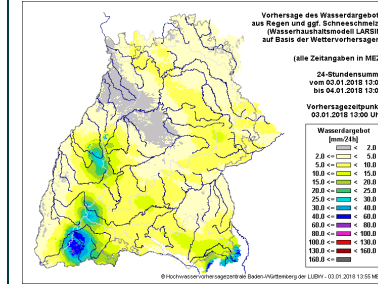 Vorhersage des Wasserdargebot
aus Regen und ggf. Schneeschmelz
(Wasserhaushaltsmodell LARSIM
auf Basis der Wettervorhersage
(alle Zeitangaben in MEZ
24-Stundensumm
vom 03.01.2018 13:0
bis 04.01.2018 13:0
Vorhersagezeitpunk
03.01.2018 13:00 Uh
Wasserdargebot
[mm/24h]
< 2.0
2.0 <= < 5.0
5.0 <= < 10.0
10.0 <= < 15.0
15.0 <= < 20.0
20.0 <= < 25.0
25.0 <= < 30.0
30.0 <= < 40.0
40.0 <= < 60.0
60.0 <= < 80.0
80.0 <= < 100.0
100.0 <= < 130.0
130.0 <= < 160.0
160.0 <=
© Hochwasservorhersagezentrale Baden-Württemberg der LUBW - 03.01.2018 13:55 ME